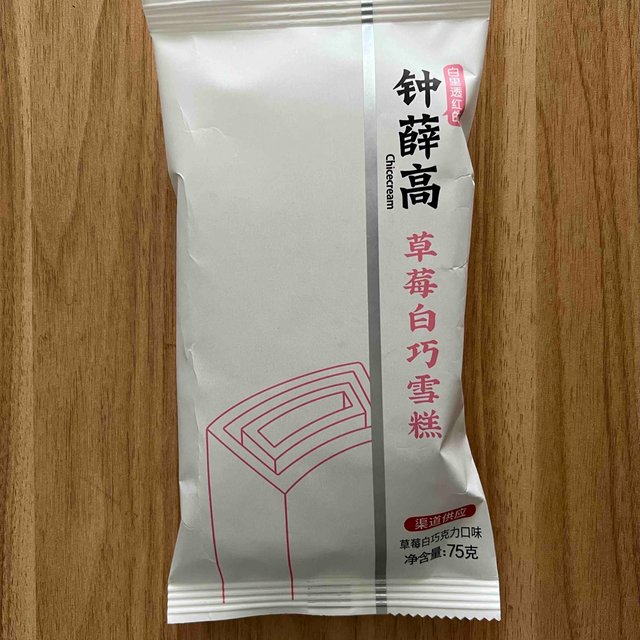 白里透红的
钟薛高
Chicecream
草莓白巧雪糕
渠道供应
草莓白巧克力口味
净含量:75克